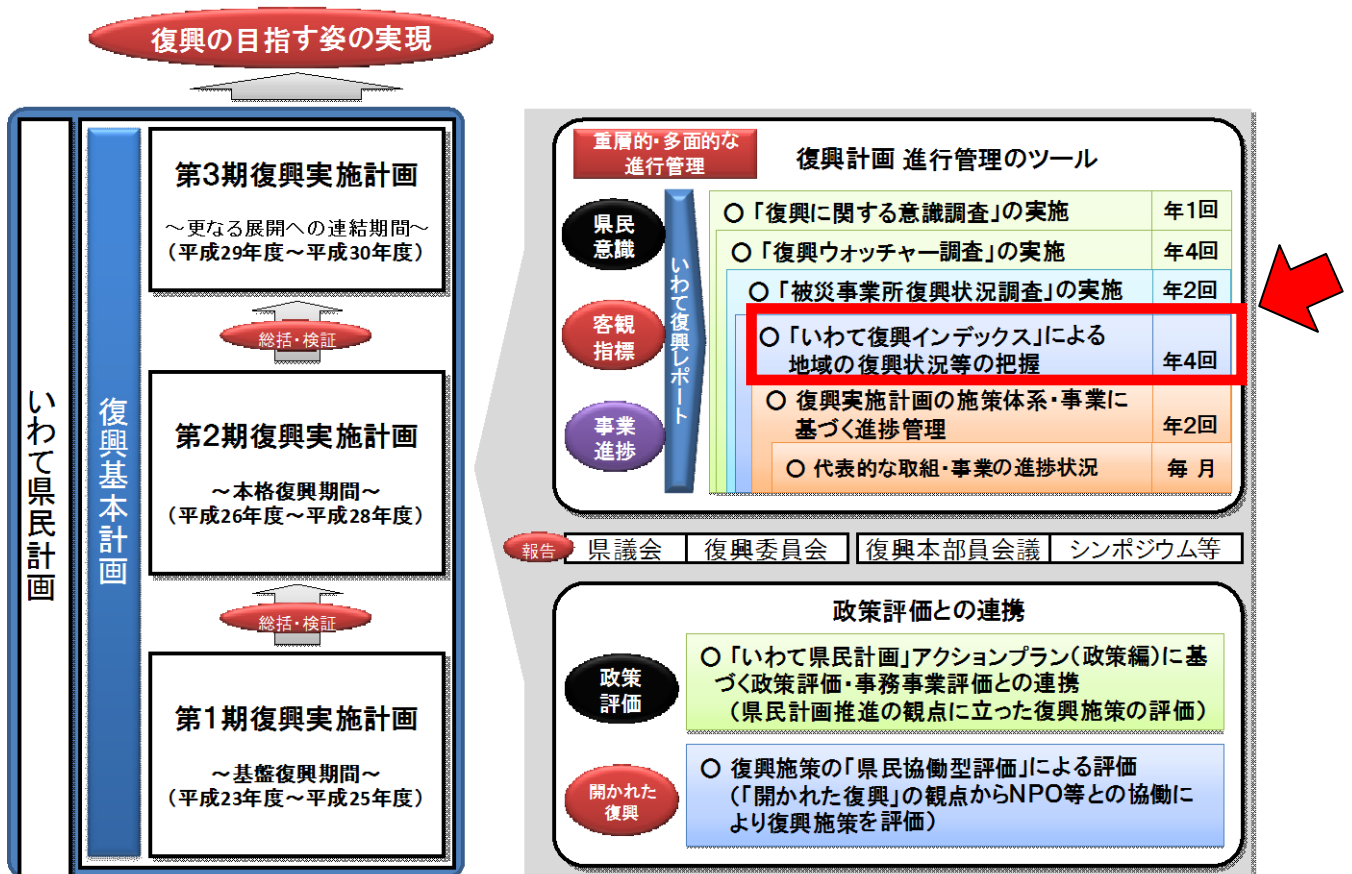 復興の目指す姿の実現
いわて県民計画
復興基本計画
第3期復興実施計画
～更なる展開への連結期間～
（平成29年度～平成30年度）
総括・検証
第2期復興実施計画
～本格復興期間～
（平成26年度～平成28年度）
総括・検証
第1期復興実施計画
～基盤復興期間～
（平成23年度～平成25年度）
重層的・多面的な
進行管理
復興計画 進行管理のツール
県民
意識
客観
指標
事業
進捗
いわて復興レポート
○「復興に関する意識調査」の実施 年1回
○「復興ウォッチャー調査」の実施 年4回
○「被災事業所復興状況調査」の実施 年2回
○「いわて復興インデックス」による
地域の復興状況等の把握 年4回
○ 復興実施計画の施策体系・事業に
基づく進捗管理 年2回
○ 代表的な取組・事業の進捗状況 毎 月
報告 県議会 復興委員会 復興本部員会議 シンポジウム等
政策評価との連携
政策
評価
○「いわて県民計画」アクションプラン（政策編）に基
づく政策評価・事務事業評価との連携
（県民計画推進の観点に立った復興施策の評価）
開かれた
復興
○ 復興施策の「県民協働型評価」による評価
（「開かれた復興」の観点からNPO等との協働に
より復興施策を評価）